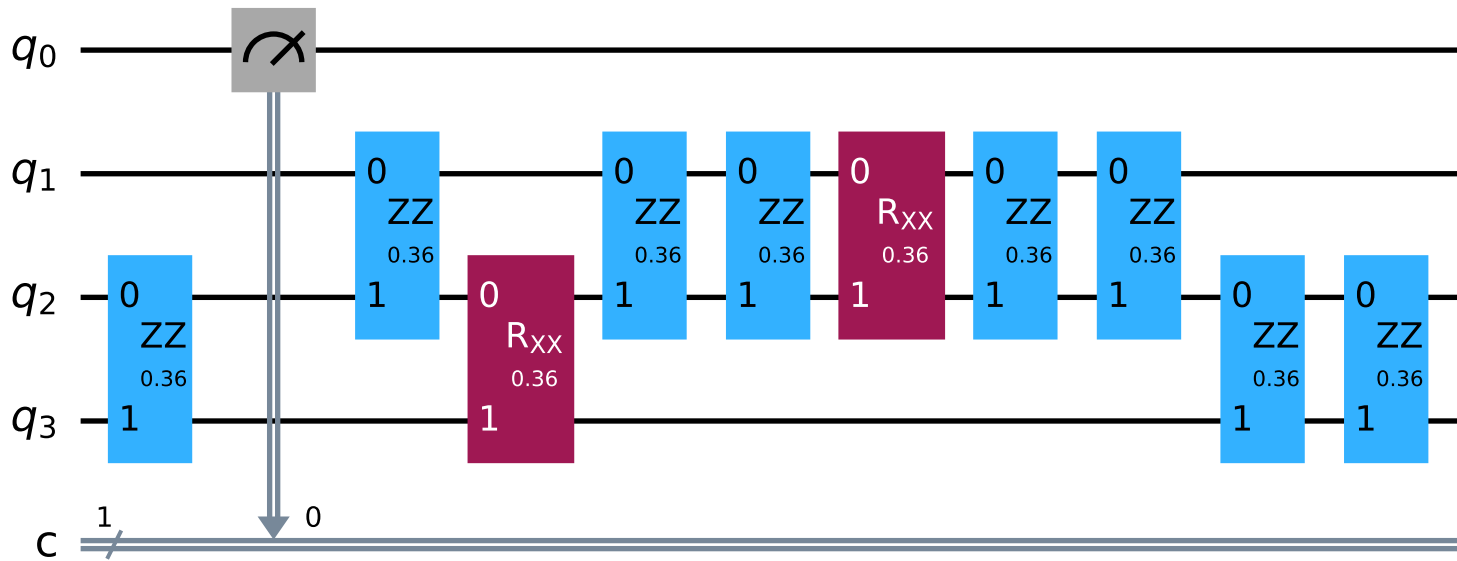 q0
0 0 0 0 0 0
q1
ZZ ZZ ZZ RXX ZZ ZZ
0.36 0.36 0.36 0.36 0.36 0.36
q2 0 1 0 1 1 1 1 1 0 0
ZZ RXX ZZ ZZ
0.36 0.36 0.36 0.36
q3 1 1 1 1
1 0
c